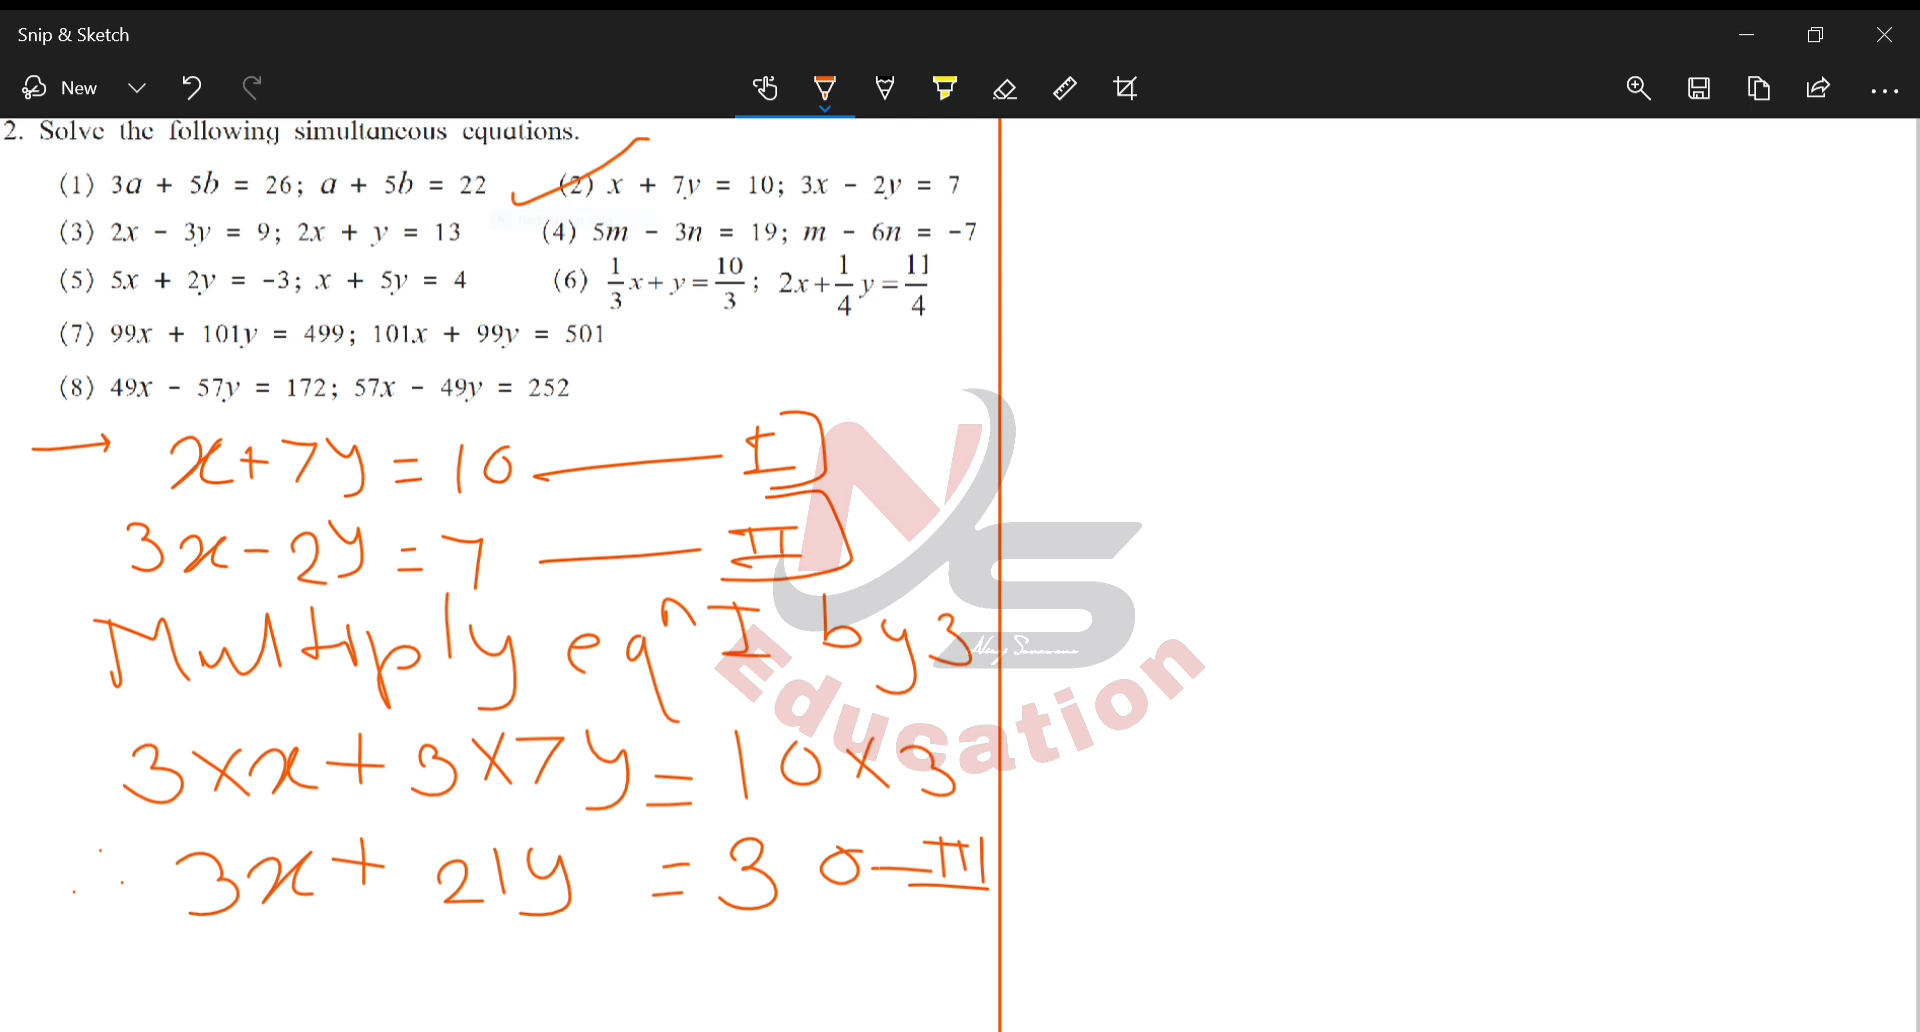 Snip & Sketch
New
2. Solve the following simultaneous equations.
(1) 3a + 5b = 26; a + 5b = 22 (2) x + 7y = 10; 3x - 2y = 7
(3) 2x - 3y = 9; 2x + y = 13 (4) 5m - 3n = 19; m - 6n = -7
(5) 5x + 2y = -3; x + 5y = 4 (6) 1/3 x + y = 10/3; 2x + 1/4 y = 11/4
(7) 99x + 101y = 499; 101x + 99y = 501
(8) 49x - 57y = 172; 57x - 49y = 252
→ x + 7y = 10 — I
3x - 2y = 7 — II
Multiply eqⁿ I by 3
3 × x + 3 × 7y = 10 × 3
∴ 3x + 21y = 30 — III
NS
Education